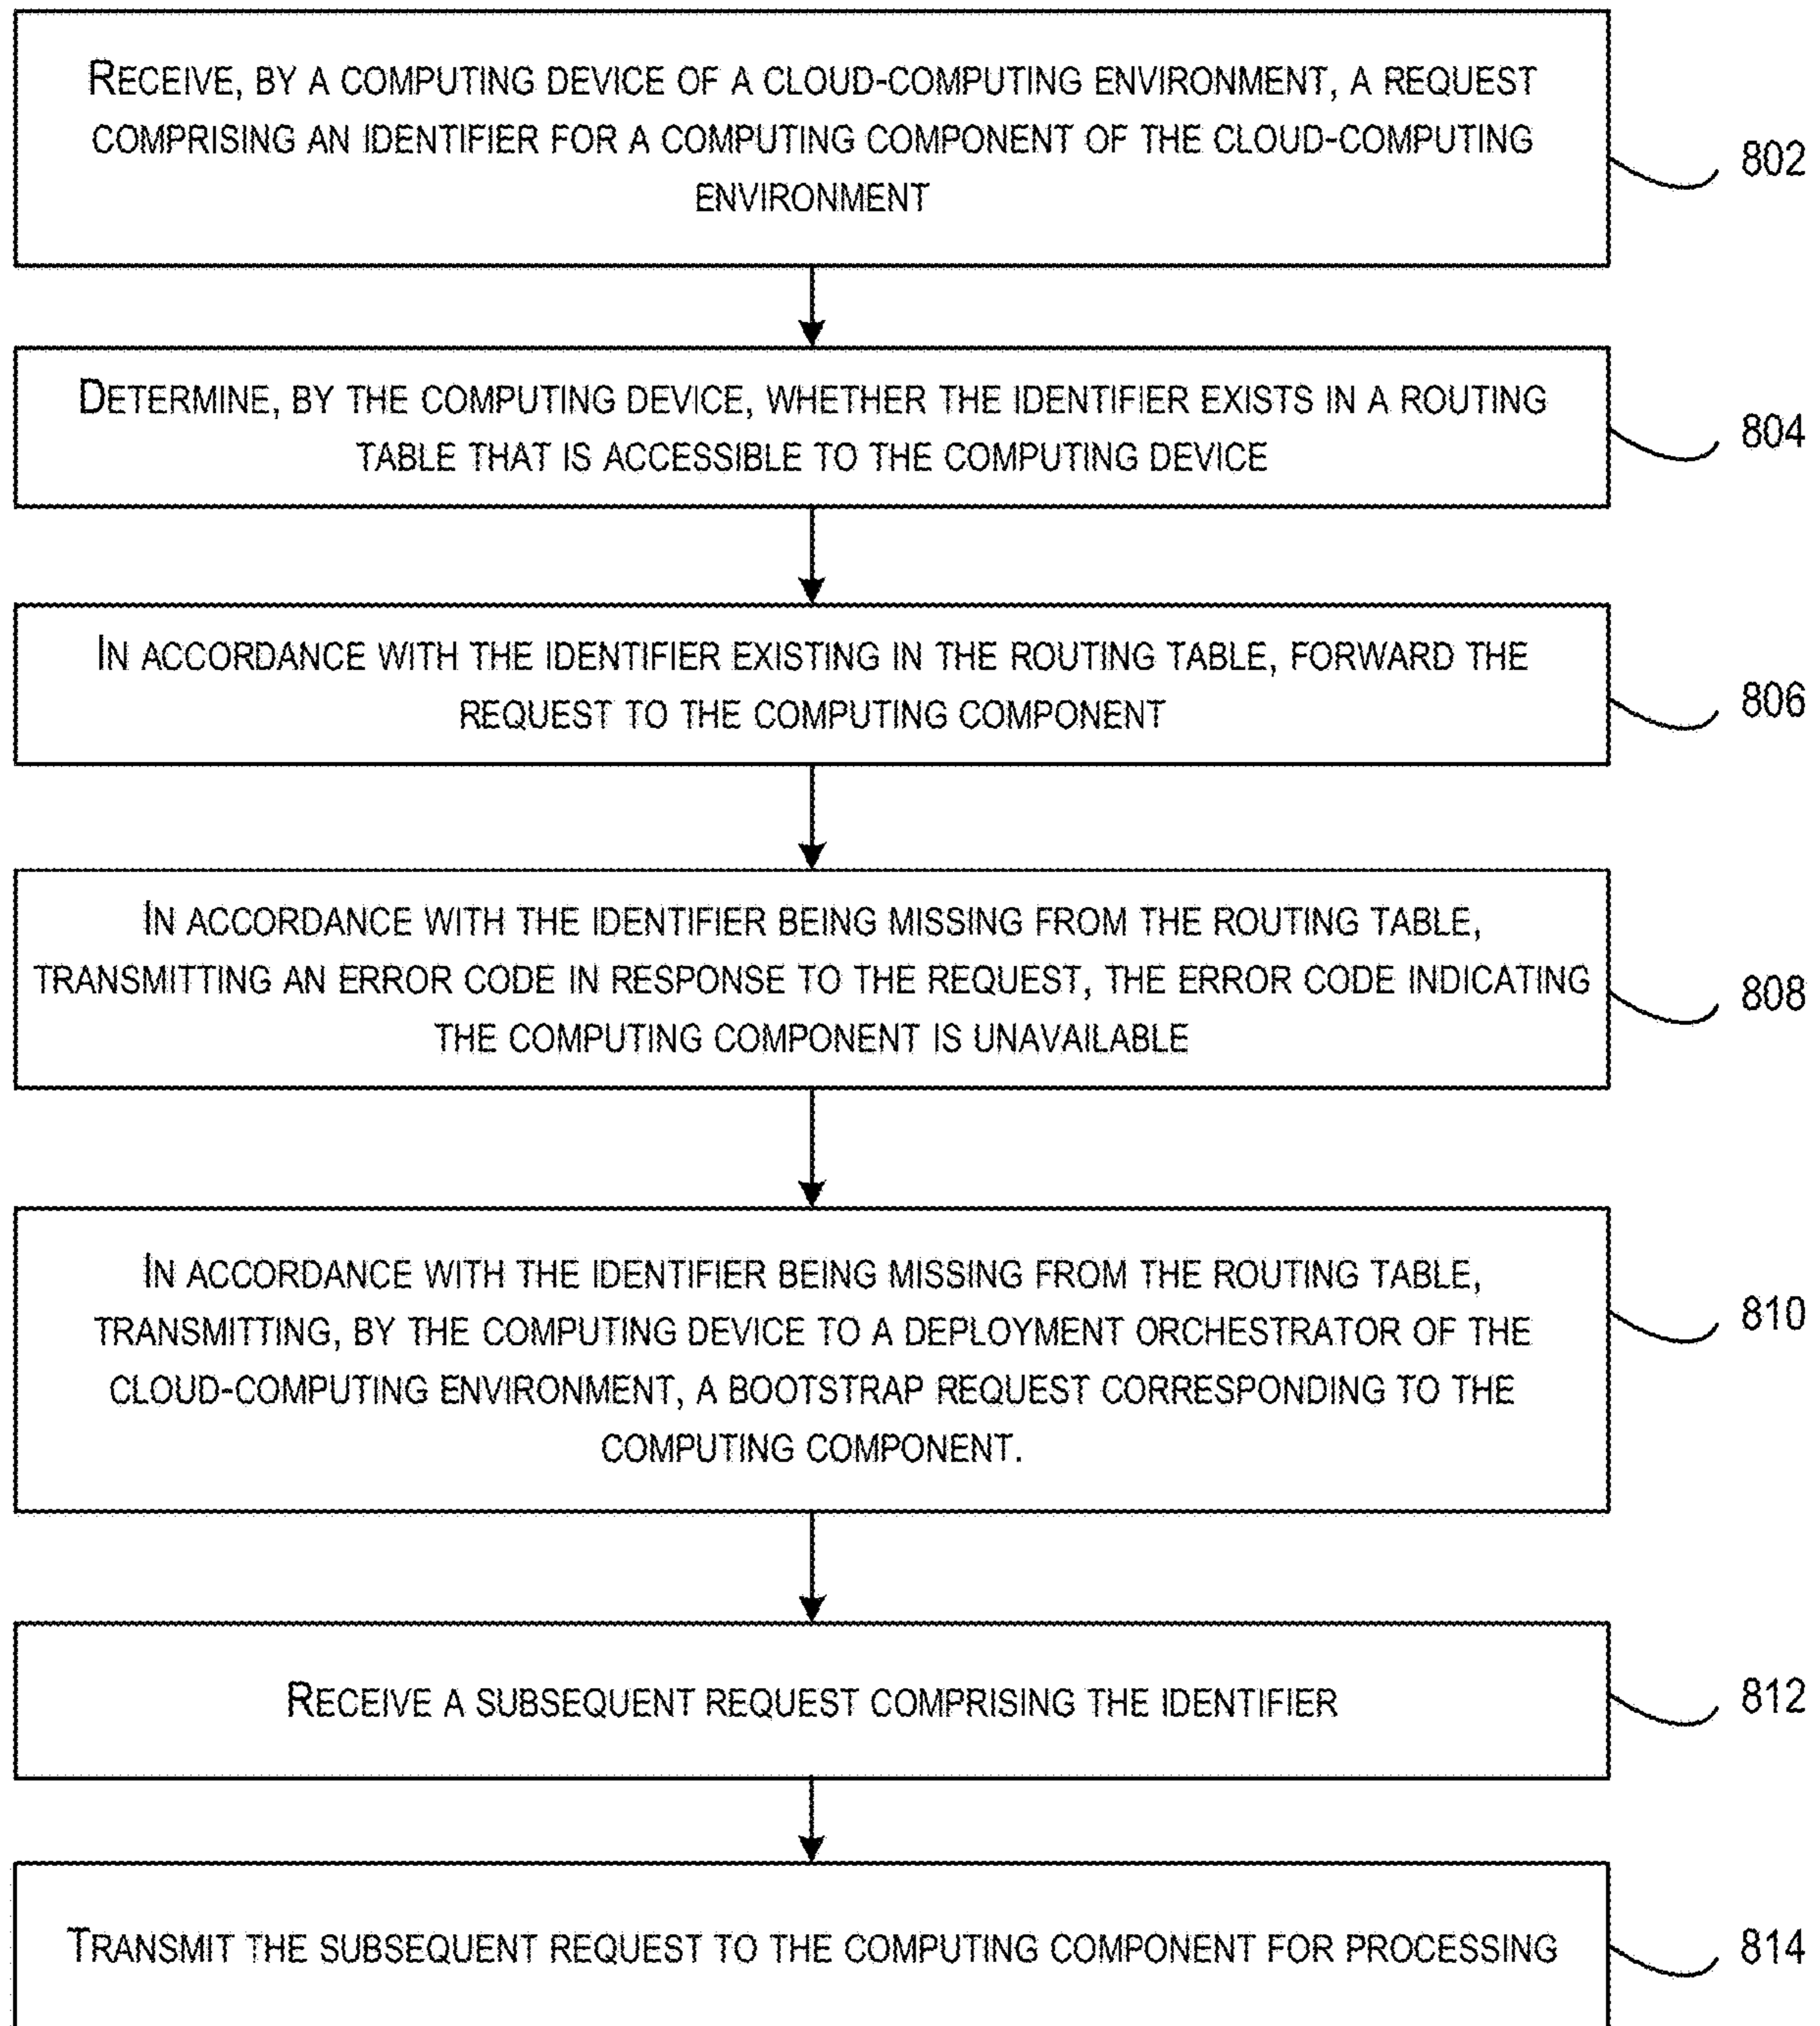 RECEIVE, BY A COMPUTING DEVICE OF A CLOUD-COMPUTING ENVIRONMENT, A REQUEST
COMPRISING AN IDENTIFIER FOR A COMPUTING COMPONENT OF THE CLOUD-COMPUTING
ENVIRONMENT
802
DETERMINE, BY THE COMPUTING DEVICE, WHETHER THE IDENTIFIER EXISTS IN A ROUTING
TABLE THAT IS ACCESSIBLE TO THE COMPUTING DEVICE
804
IN ACCORDANCE WITH THE IDENTIFIER EXISTING IN THE ROUTING TABLE, FORWARD THE
REQUEST TO THE COMPUTING COMPONENT
806
IN ACCORDANCE WITH THE IDENTIFIER BEING MISSING FROM THE ROUTING TABLE,
TRANSMITTING AN ERROR CODE IN RESPONSE TO THE REQUEST, THE ERROR CODE INDICATING
THE COMPUTING COMPONENT IS UNAVAILABLE
808
IN ACCORDANCE WITH THE IDENTIFIER BEING MISSING FROM THE ROUTING TABLE,
TRANSMITTING, BY THE COMPUTING DEVICE TO A DEPLOYMENT ORCHESTRATOR OF THE
CLOUD-COMPUTING ENVIRONMENT, A BOOTSTRAP REQUEST CORRESPONDING TO THE
COMPUTING COMPONENT.
810
RECEIVE A SUBSEQUENT REQUEST COMPRISING THE IDENTIFIER
812
TRANSMIT THE SUBSEQUENT REQUEST TO THE COMPUTING COMPONENT FOR PROCESSING
814